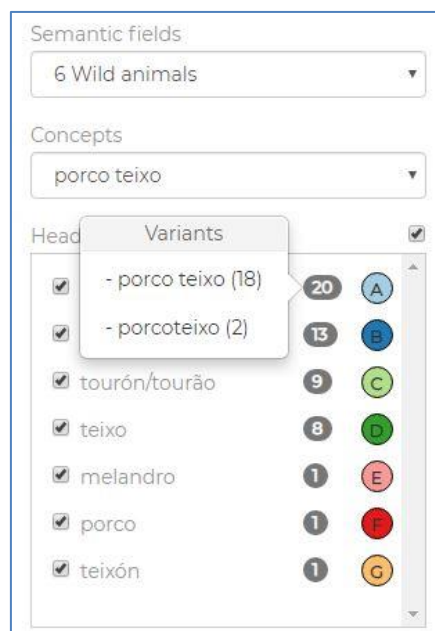 Semantic fields
6 Wild animals
Concepts
porco teixo
Head
Variants
- porco teixo (18)
- porcoteixo (2)
20 A
13 B
tourón/tourão 9 C
teixo 8 D
melandro 1 E
porco 1 F
teixón 1 G